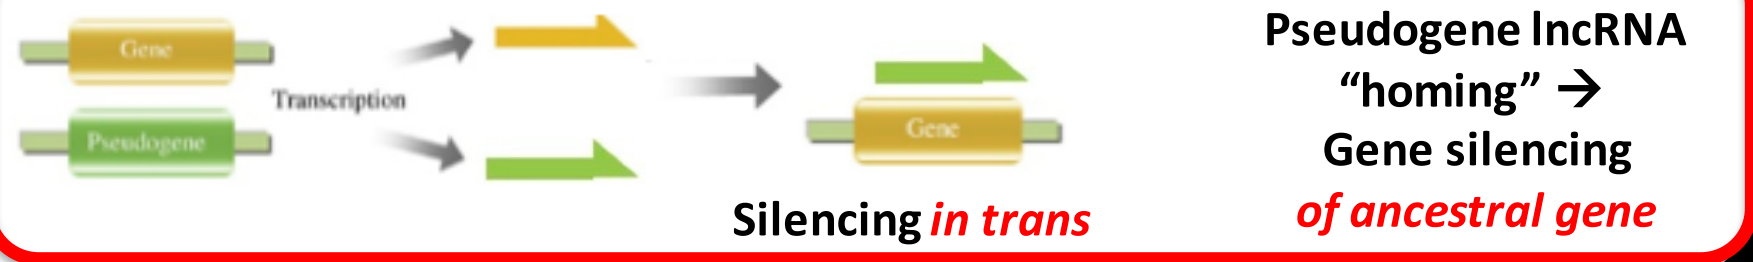 Gene
Transcription
Pseudogene
Gene
Silencing in trans
Pseudogene lncRNA
“homing” →
Gene silencing
of ancestral gene